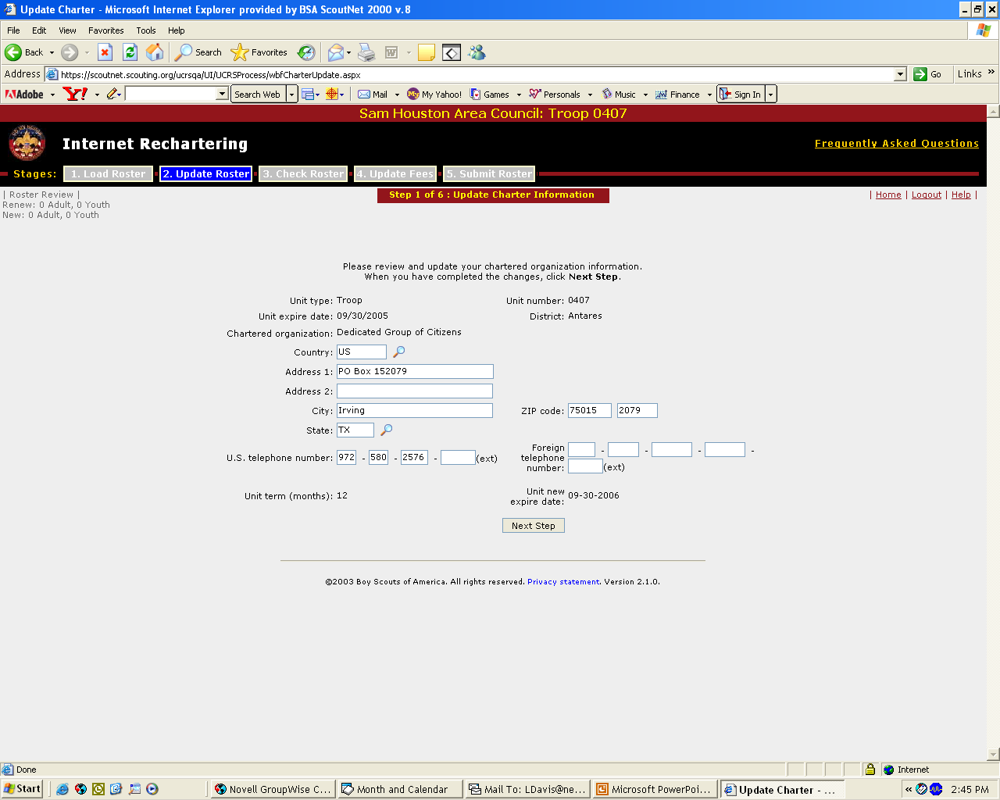 Update Charter - Microsoft Internet Explorer provided by BSA ScoutNet 2000 v.8
File Edit View Favorites Tools Help
Back Search Favorites
Address https://scoutnet.scouting.org/ucrsqa/UI/UCRSProcess/wbfCharterUpdate.aspx Go Links »
Adobe Y! Search Web Mail My Yahoo! Games Personals Music Finance Sign In
Sam Houston Area Council: Troop 0407
Internet Rechartering
Frequently Asked Questions
Stages: 1. Load Roster 2. Update Roster 3. Check Roster 4. Update Fees 5. Submit Roster
| Roster Review | Step 1 of 6 : Update Charter Information | Home | Logout | Help |
Renew: 0 Adult, 0 Youth
New: 0 Adult, 0 Youth
Please review and update your chartered organization information.
When you have completed the changes, click Next Step.
Unit type: Troop Unit number: 0407
Unit expire date: 09/30/2005 District: Antares
Chartered organization: Dedicated Group of Citizens
Country: US
Address 1: PO Box 152079
Address 2:
City: Irving ZIP code: 75015 2079
State: TX
U.S. telephone number: 972 - 580 - 2576 - (ext) Foreign telephone number: - - - - (ext)
Unit term (months): 12 Unit new expire date: 09-30-2006
Next Step
©2003 Boy Scouts of America. All rights reserved. Privacy statement. Version 2.1.0.
Done Internet
Start Novell GroupWise C... Month and Calendar Mail To: LDavis@ne... Microsoft PowerPoi... Update Charter - ... « 2:45 PM